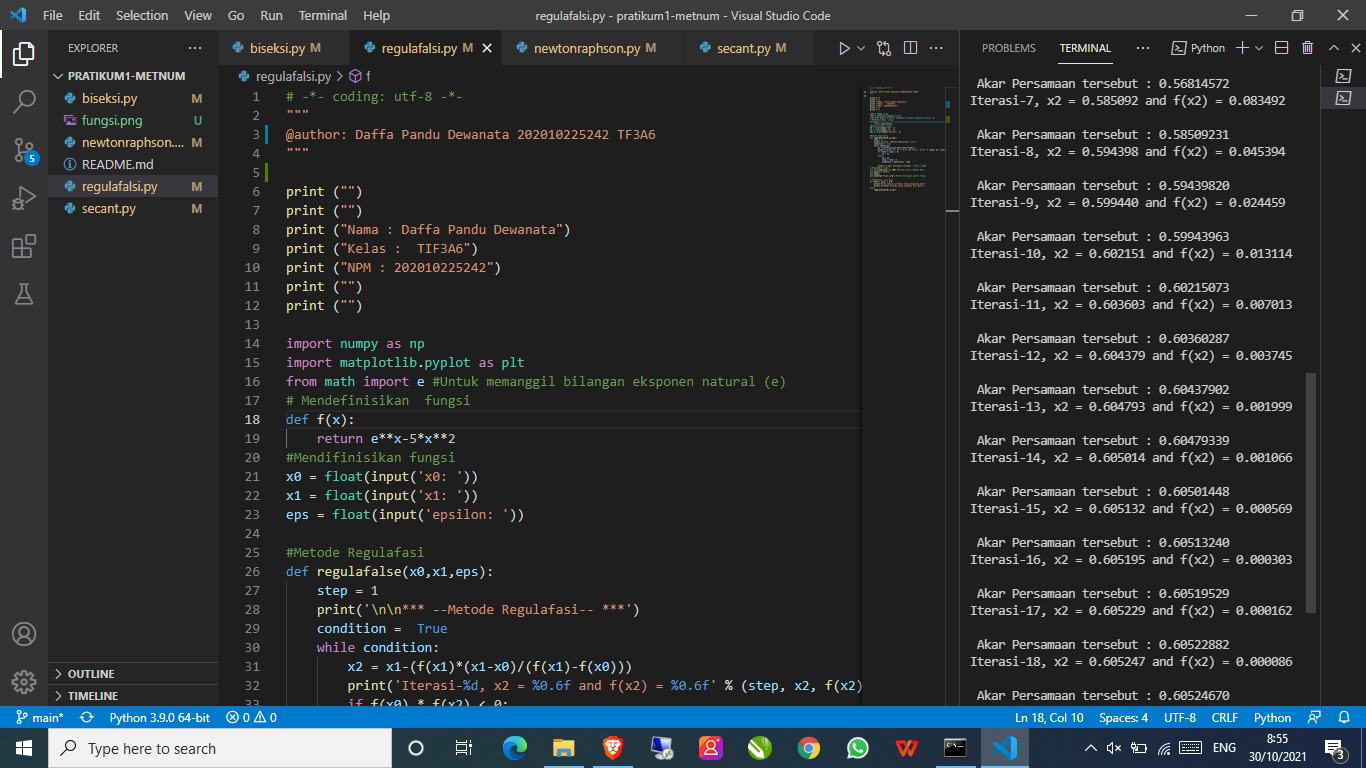 File Edit Selection View Go Run Terminal Help
regulafalsi.py - pratikum1-metnum - Visual Studio Code
EXPLORER
PRATIKUM1-METNUM
biseksi.py M
fungsi.png U
newtonraphson.... M
README.md
regulafalsi.py M
secant.py M
OUTLINE
TIMELINE
5
biseksi.py M
regulafalsi.py M
newtonraphson.py M
secant.py M
regulafalsi.py > f
1 # -*- coding: utf-8 -*-
2 """
3 @author: Daffa Pandu Dewanata 202010225242 TF3A6
4 """
5
6 print ("")
7 print ("")
8 print ("Nama : Daffa Pandu Dewanata")
9 print ("Kelas :  TIF3A6")
10 print ("NPM : 202010225242")
11 print ("")
12 print ("")
13
14 import numpy as np
15 import matplotlib.pyplot as plt
16 from math import e #Untuk memanggil bilangan eksponen natural (e)
17 # Mendefinisikan  fungsi
18 def f(x):
19 return e**x-5*x**2
20 #Mendifinisikan fungsi
21 x0 = float(input('x0: '))
22 x1 = float(input('x1: '))
23 eps = float(input('epsilon: '))
24
25 #Metode Regulafasi
26 def regulafalse(x0,x1,eps):
27 step = 1
28 print('\n\n*** --Metode Regulafasi-- ***')
29 condition =  True
30 while condition:
31 x2 = x1-(f(x1)*(x1-x0)/(f(x1)-f(x0)))
32 print('Iterasi-%d, x2 = %0.6f and f(x2) = %0.6f' % (step, x2, f(x2)
33 if f(x0) * f(x2) < 0:
PROBLEMS TERMINAL Python
Akar Persamaan tersebut : 0.56814572
Iterasi-7, x2 = 0.585092 and f(x2) = 0.083492
Akar Persamaan tersebut : 0.58509231
Iterasi-8, x2 = 0.594398 and f(x2) = 0.045394
Akar Persamaan tersebut : 0.59439820
Iterasi-9, x2 = 0.599440 and f(x2) = 0.024459
Akar Persamaan tersebut : 0.59943963
Iterasi-10, x2 = 0.602151 and f(x2) = 0.013114
Akar Persamaan tersebut : 0.60215073
Iterasi-11, x2 = 0.603603 and f(x2) = 0.007013
Akar Persamaan tersebut : 0.60360287
Iterasi-12, x2 = 0.604379 and f(x2) = 0.003745
Akar Persamaan tersebut : 0.60437902
Iterasi-13, x2 = 0.604793 and f(x2) = 0.001999
Akar Persamaan tersebut : 0.60479339
Iterasi-14, x2 = 0.605014 and f(x2) = 0.001066
Akar Persamaan tersebut : 0.60501448
Iterasi-15, x2 = 0.605132 and f(x2) = 0.000569
Akar Persamaan tersebut : 0.60513240
Iterasi-16, x2 = 0.605195 and f(x2) = 0.000303
Akar Persamaan tersebut : 0.60519529
Iterasi-17, x2 = 0.605229 and f(x2) = 0.000162
Akar Persamaan tersebut : 0.60522882
Iterasi-18, x2 = 0.605247 and f(x2) = 0.000086
Akar Persamaan tersebut : 0.60524670
main* Python 3.9.0 64-bit 0 0 Ln 18, Col 10 Spaces: 4 UTF-8 CRLF Python
Type here to search
ENG
8:55
30/10/2021
3